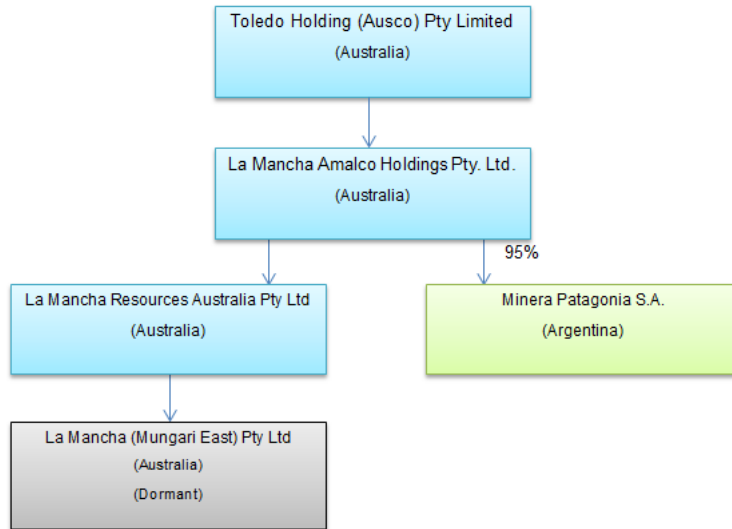 Toledo Holding (Ausco) Pty Limited
(Australia)
La Mancha Amalco Holdings Pty. Ltd.
(Australia)
95%
La Mancha Resources Australia Pty Ltd
(Australia)
Minera Patagonia S.A.
(Argentina)
La Mancha (Mungari East) Pty Ltd
(Australia)
(Dormant)